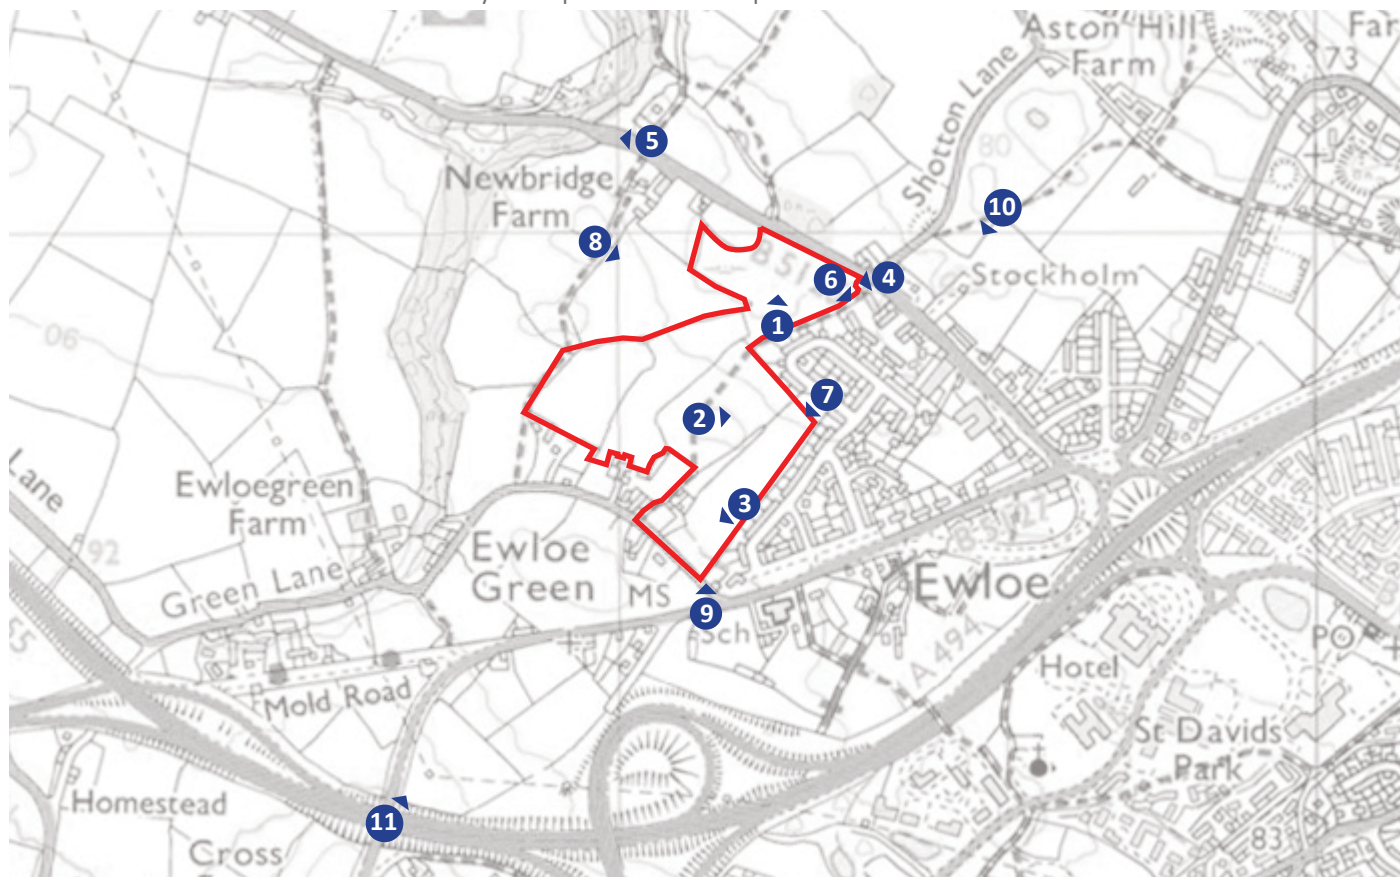 Aston Hill
Farm
Far
73
Shotton Lane
80
5
Newbridge
Farm
10
8
B51
6
4
Stockholm
1
06
7
2
Lane
Ewloegreen
Farm
3
92
Ewloe
Green
Ewloe
Green Lane
MS
9
Sch
A 494
PO
Hotel
Mold Road
St Davids
Park
Homestead
11
Cross
83